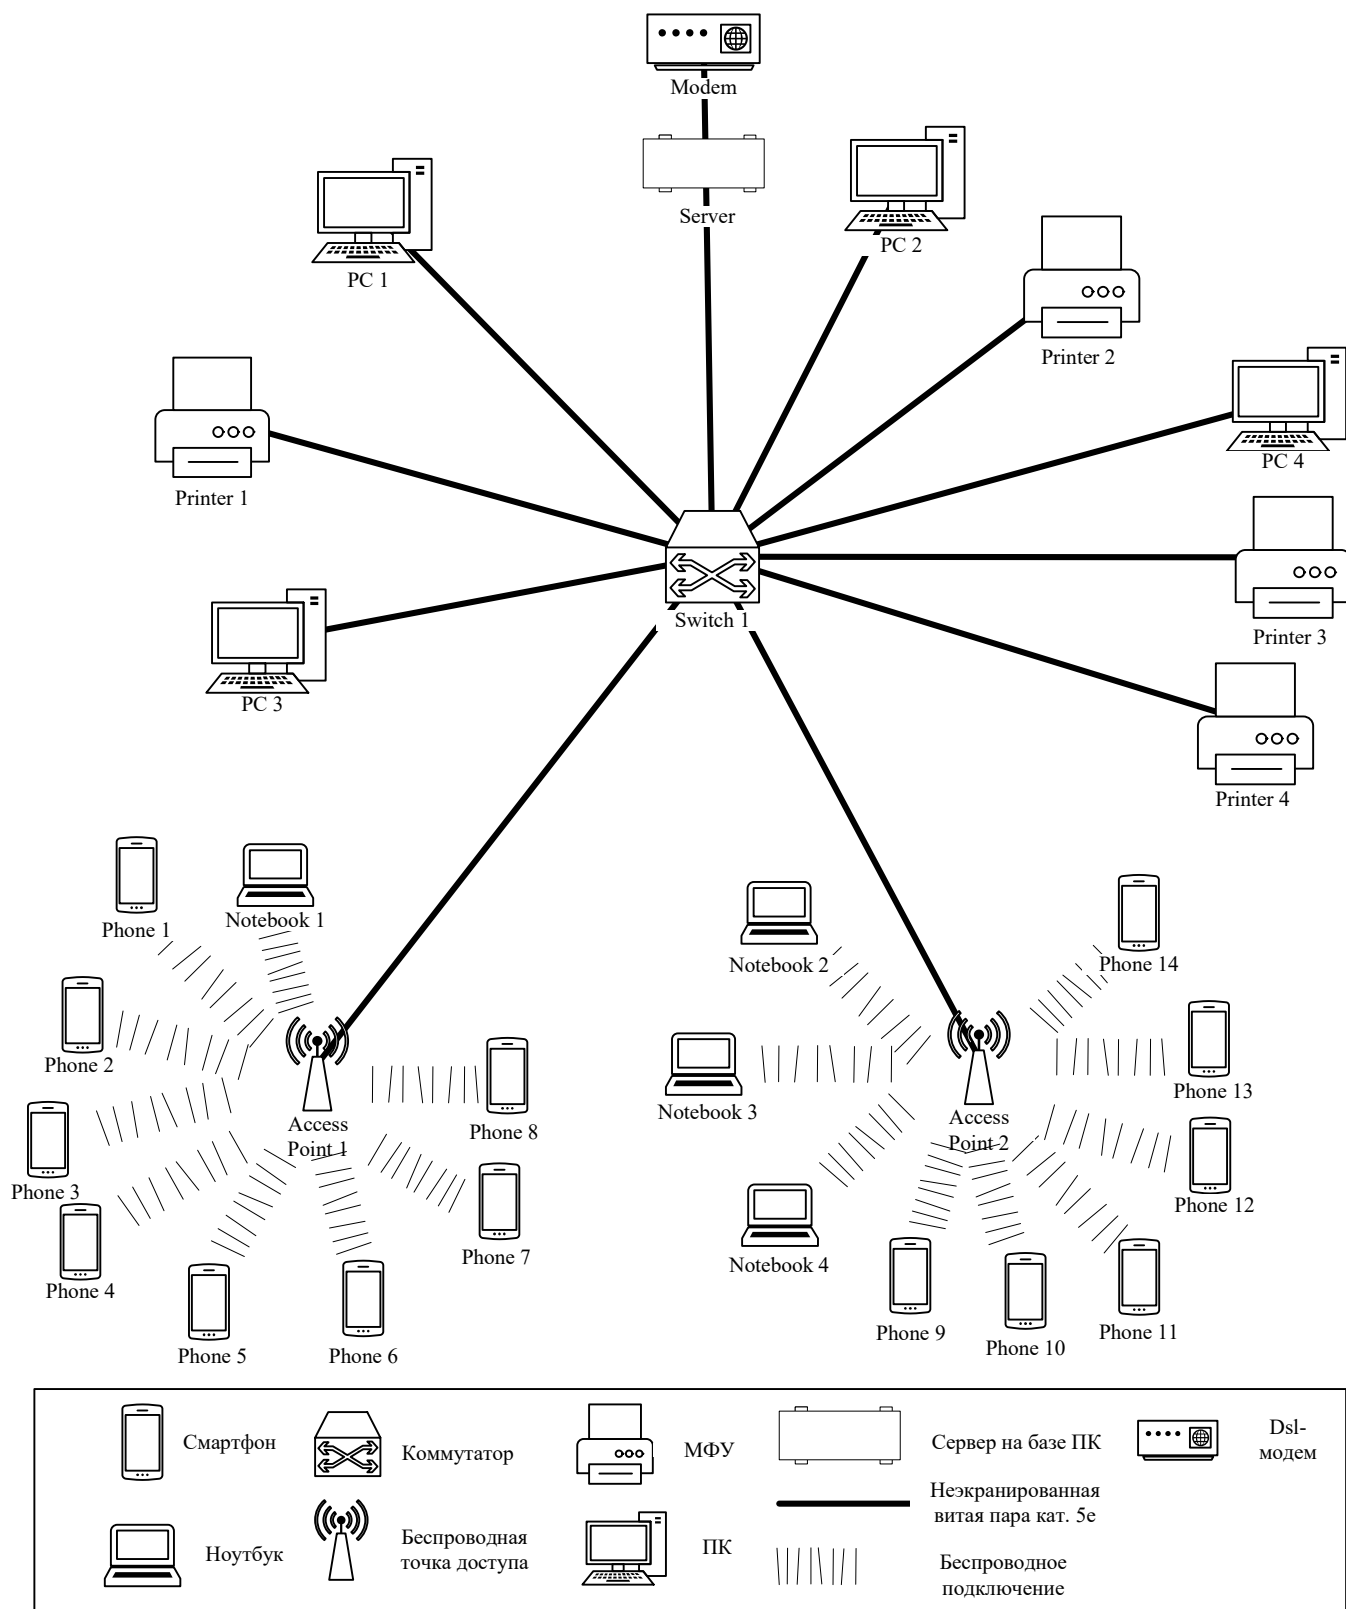 Modem
Server
PC 1
PC 2
Printer 2
PC 4
Printer 1
Switch 1
Printer 3
PC 3
Printer 4
Phone 1
Notebook 1
Notebook 2
Phone 14
Phone 2
Notebook 3
Phone 13
Access
Point 1
Access
Point 2
Phone 8
Phone 3
Phone 12
Phone 7
Notebook 4
Phone 4
Phone 5
Phone 6
Phone 9
Phone 10
Phone 11
Смартфон
Коммутатор
МФУ
Сервер на базе ПК
Dsl-
модем
Неэкранированная
витая пара кат. 5e
Ноутбук
Беспроводная
точка доступа
ПК
Беспроводное
подключение